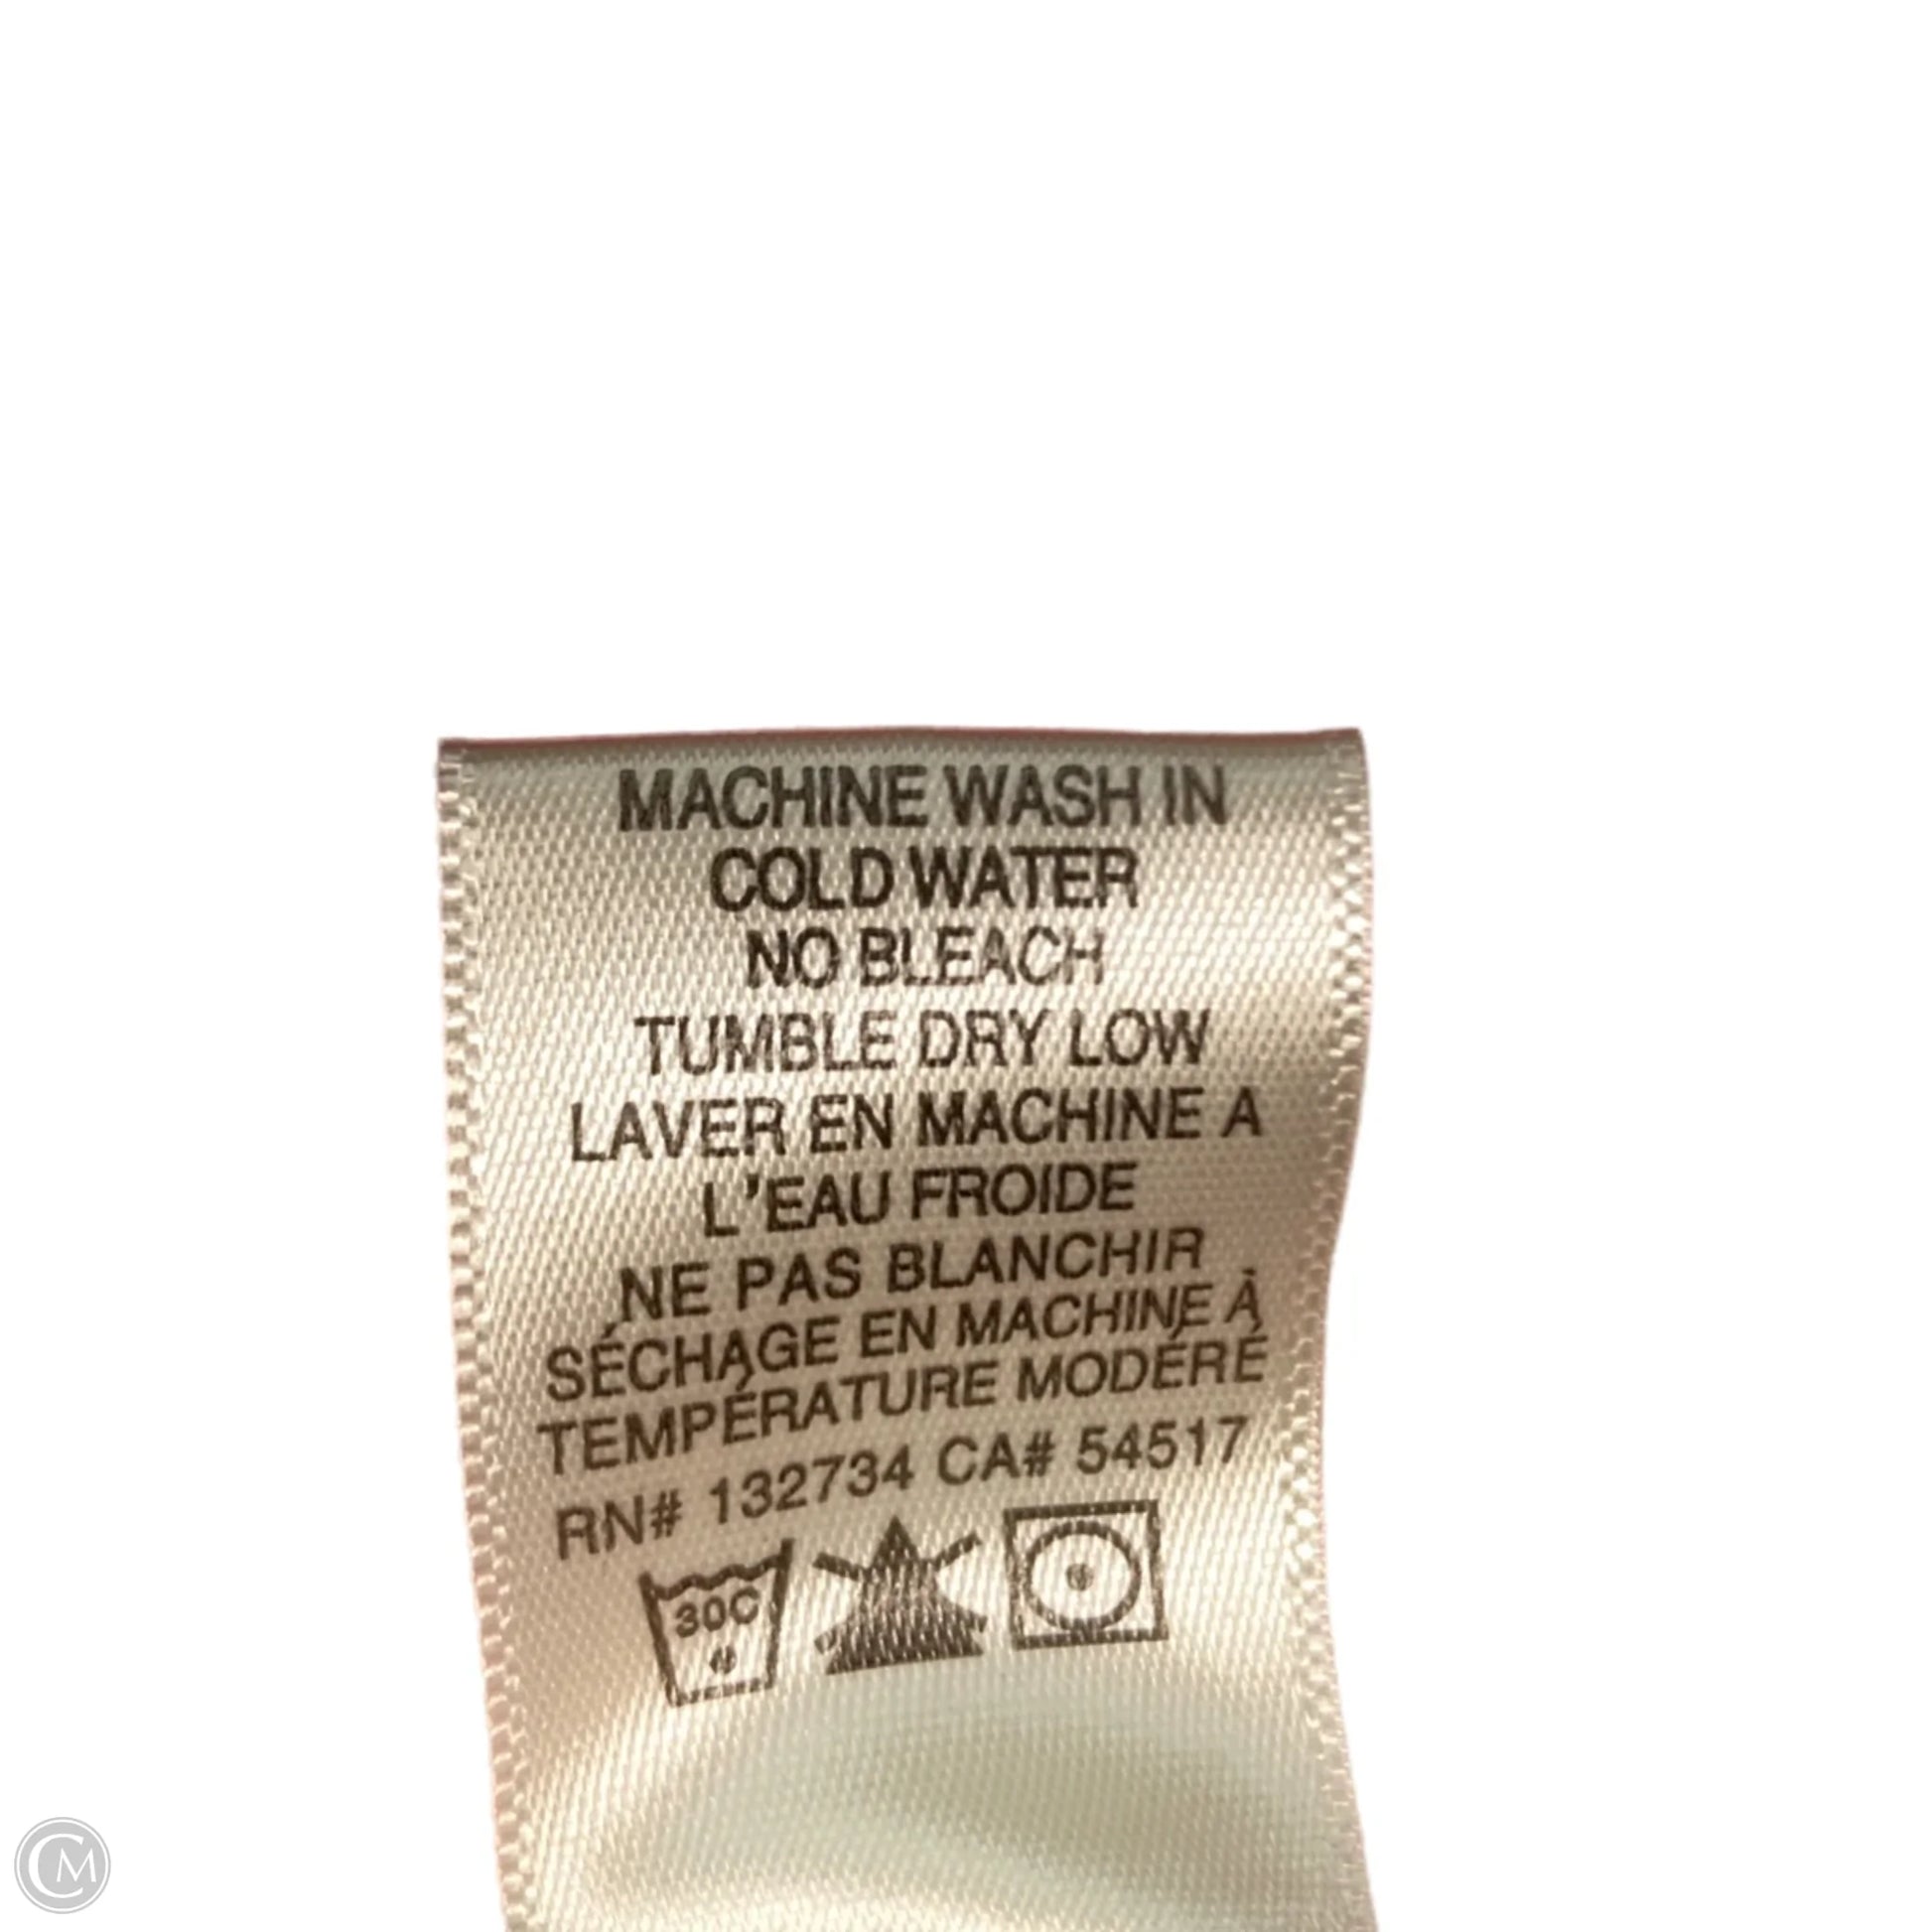 MACHINE WASH IN
COLD WATER
NO BLEACH
TUMBLE DRY LOW
LAVER EN MACHINE A
L'EAU FROIDE
NE PAS BLANCHIR
SÉCHAGE EN MACHINE À
TEMPÉRATURE MODÉRÉ
RN# 132734 CA# 54517
30C
CM